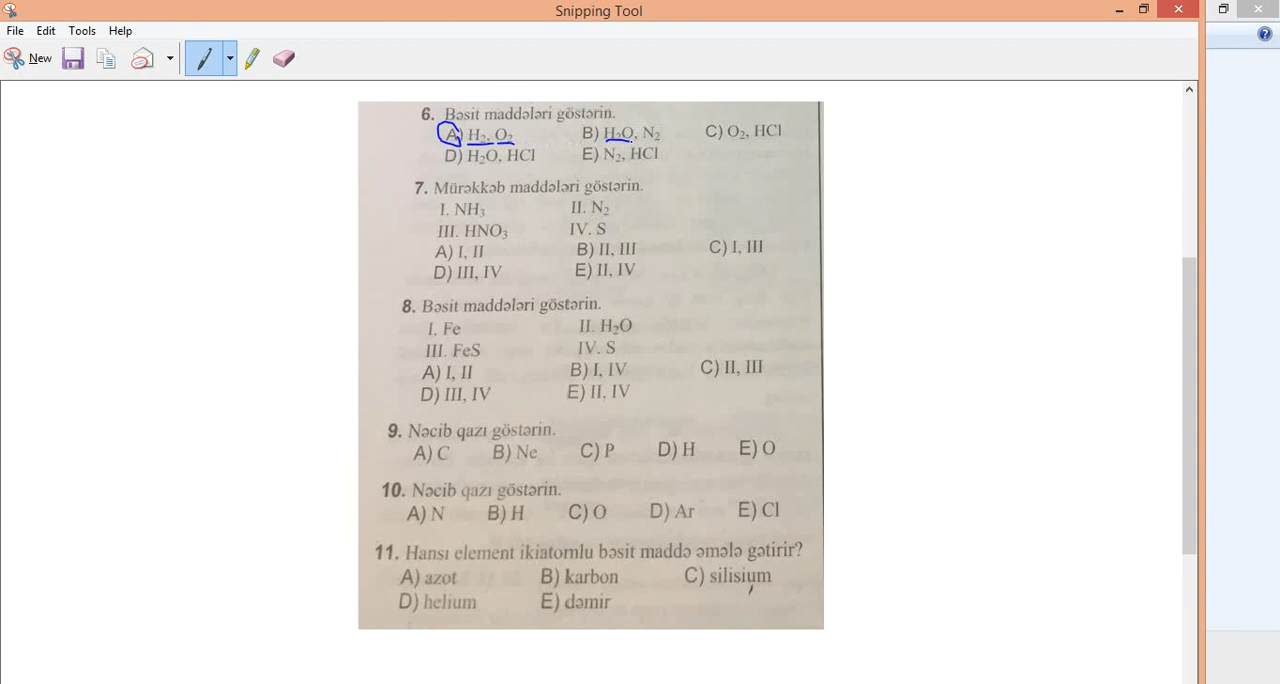 Snipping Tool
File Edit Tools Help
New
6. Bəsit maddələri göstərin.
A) H₂, O₂ B) H₂O, N₂ C) O₂, HCl
D) H₂O, HCl E) N₂, HCl
7. Mürəkkəb maddələri göstərin.
I. NH₃ II. N₂
III. HNO₃ IV. S
A) I, II B) II, III C) I, III
D) III, IV E) II, IV
8. Bəsit maddələri göstərin.
I. Fe II. H₂O
III. FeS IV. S
A) I, II B) I, IV C) II, III
D) III, IV E) II, IV
9. Nəcib qazı göstərin.
A) C B) Ne C) P D) H E) O
10. Nəcib qazı göstərin.
A) N B) H C) O D) Ar E) Cl
11. Hansı element ikiatomlu bəsit maddə əmələ gətirir?
A) azot B) karbon C) silisium
D) helium E) dəmir